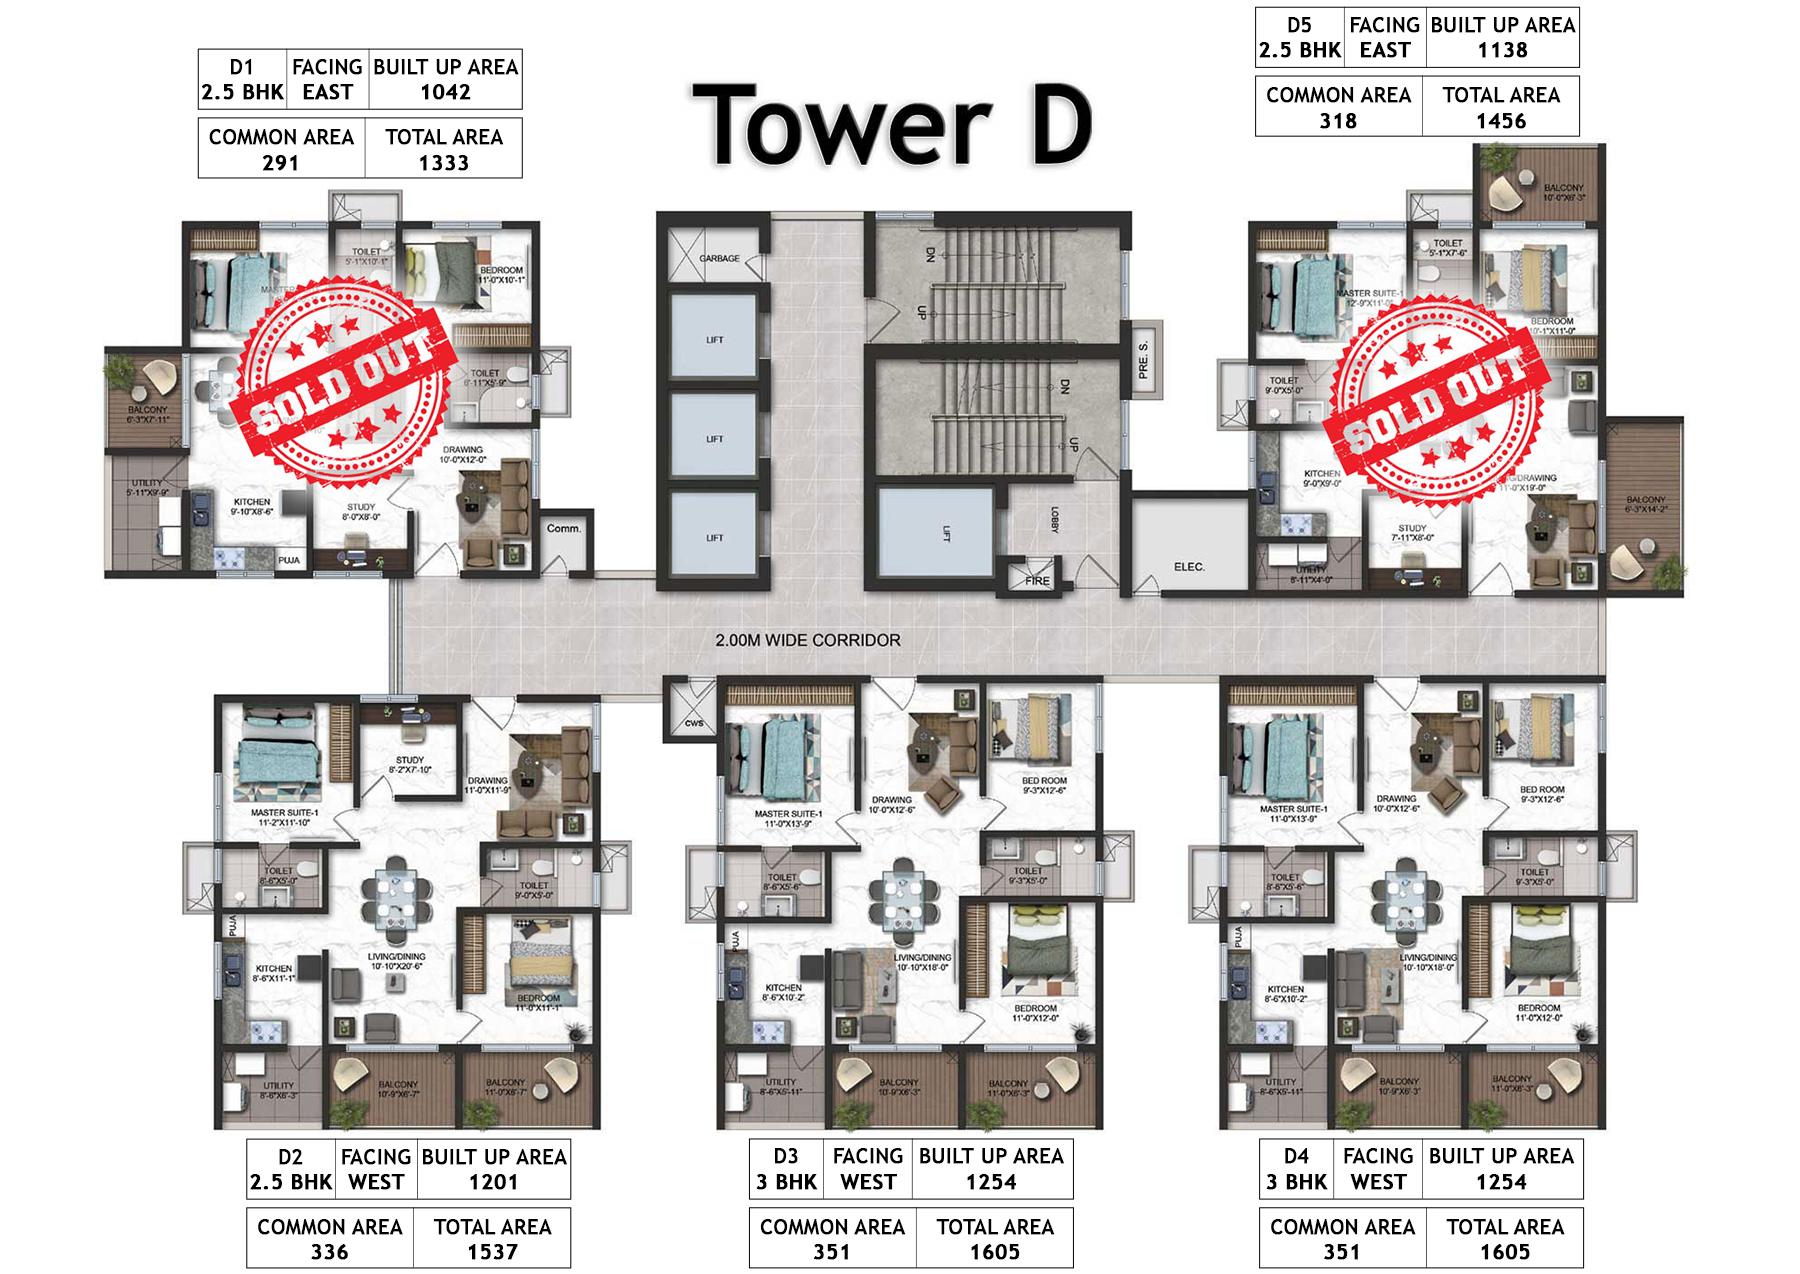 D1
2.5 BHK
FACING
EAST
BUILT UP AREA
1042
COMMON AREA
291
TOTAL AREA
1333
Tower D
D5
2.5 BHK
FACING
EAST
BUILT UP AREA
1138
COMMON AREA
318
TOTAL AREA
1456
TOILET
5'-1"X10'-1"
BEDROOM
11'-0"X10'-1"
SOLD OUT
TOILET
6'-11"X5'-9"
BALCONY
6'-3"X7'-11"
DRAWING
10'-0"X12'-0"
UTILITY
5'-11"X9'-9"
KITCHEN
9'-10"X8'-6"
STUDY
8'-0"X8'-0"
PUJA
Comm.
GARBAGE
LIFT
LIFT
LIFT
DN
UP
DN
UP
PRE. S.
LIFT
LOBBY
FIRE
ELEC.
BALCONY
10'-0"X6'-3"
TOILET
5'-1"X7'-6"
MASTER SUITE-1
12'-9"X11'-0"
BEDROOM
10'-1"X11'-0"
TOILET
9'-0"X5'-0"
SOLD OUT
KITCHEN
9'-0"X9'-0"
/DRAWING
11'-0"X19'-0"
BALCONY
6'-3"X14'-2"
STUDY
7'-11"X8'-0"
UTILITY
8'-11"X4'-0"
2.00M WIDE CORRIDOR
CWS
STUDY
8'-2"X7'-10"
DRAWING
11'-0"X11'-9"
MASTER SUITE-1
11'-2"X11'-10"
TOILET
8'-6"X5'-0"
TOILET
9'-0"X5'-0"
PUJA
KITCHEN
8'-6"X11'-1"
LIVING/DINING
10'-10"X20'-6"
BEDROOM
11'-0"X11'-1"
UTILITY
8'-6"X6'-3"
BALCONY
10'-9"X6'-7"
BALCONY
11'-0"X6'-7"
BED ROOM
9'-3"X12'-6"
DRAWING
10'-0"X12'-6"
MASTER SUITE-1
11'-0"X13'-9"
TOILET
8'-6"X5'-6"
TOILET
9'-3"X5'-0"
PUJA
KITCHEN
8'-6"X10'-2"
LIVING/DINING
10'-10"X18'-0"
BEDROOM
11'-0"X12'-0"
UTILITY
8'-6"X5'-11"
BALCONY
10'-9"X6'-3"
BALCONY
11'-0"X6'-3"
BED ROOM
9'-3"X12'-6"
DRAWING
10'-0"X12'-6"
MASTER SUITE-1
11'-0"X13'-9"
TOILET
8'-6"X5'-6"
TOILET
9'-3"X5'-0"
PUJA
KITCHEN
8'-6"X10'-2"
LIVING/DINING
10'-10"X18'-0"
BEDROOM
11'-0"X12'-0"
UTILITY
8'-6"X5'-11"
BALCONY
10'-9"X6'-3"
BALCONY
11'-0"X6'-3"
D2
2.5 BHK
FACING
WEST
BUILT UP AREA
1201
COMMON AREA
336
TOTAL AREA
1537
D3
3 BHK
FACING
WEST
BUILT UP AREA
1254
COMMON AREA
351
TOTAL AREA
1605
D4
3 BHK
FACING
WEST
BUILT UP AREA
1254
COMMON AREA
351
TOTAL AREA
1605